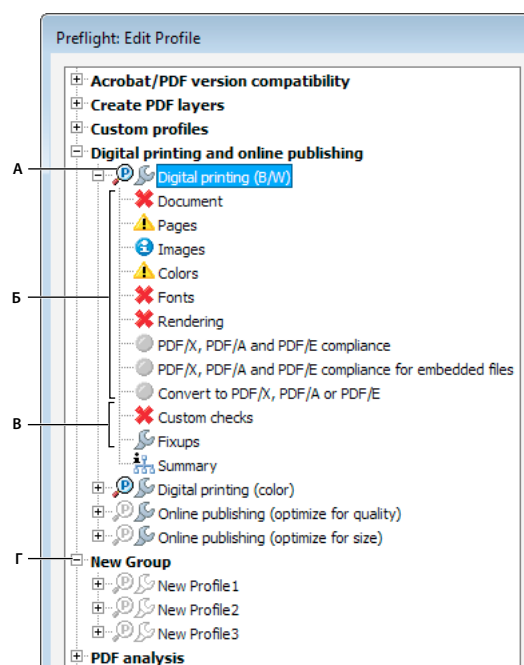 Preflight: Edit Profile
Acrobat/PDF version compatibility
Create PDF layers
Custom profiles
Digital printing and online publishing
А Digital printing (B/W)
Document
Pages
Images
Colors
Б Fonts
Rendering
PDF/X, PDF/A and PDF/E compliance
PDF/X, PDF/A and PDF/E compliance for embedded files
Convert to PDF/X, PDF/A or PDF/E
В Custom checks
Fixups
Summary
Digital printing (color)
Online publishing (optimize for quality)
Online publishing (optimize for size)
Г New Group
New Profile1
New Profile2
New Profile3
PDF analysis